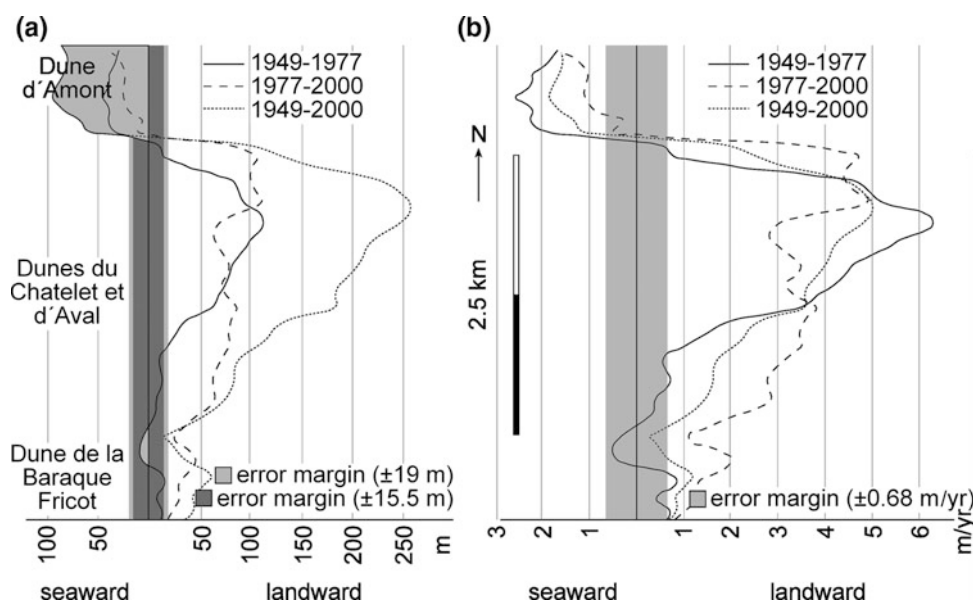 (a)
Dune
d´Amont
1949-1977
1977-2000
1949-2000
Dunes du
Chatelet et
d´Aval
Dune de la
Baraque
Fricot
error margin (±19 m)
error margin (±15.5 m)
100
50
50
100
150
200
250
m
seaward
landward
(b)
1949-1977
1977-2000
1949-2000
N
2.5 km
error margin (±0.68 m/yr)
3
2
1
1
2
3
4
5
6
m/yr
seaward
landward